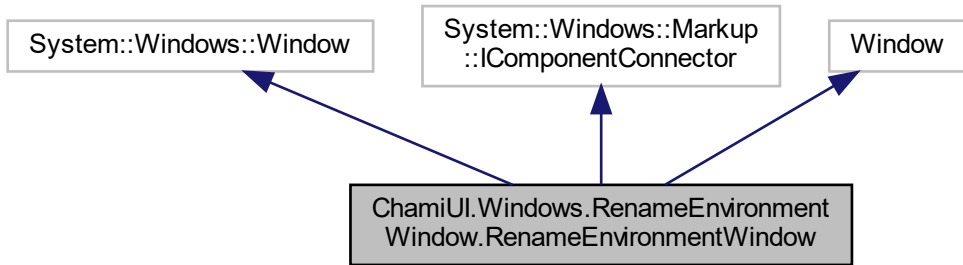 System::Windows::Window
System::Windows::Markup
::IComponentConnector
Window
ChamiUI.Windows.RenameEnvironment
Window.RenameEnvironmentWindow